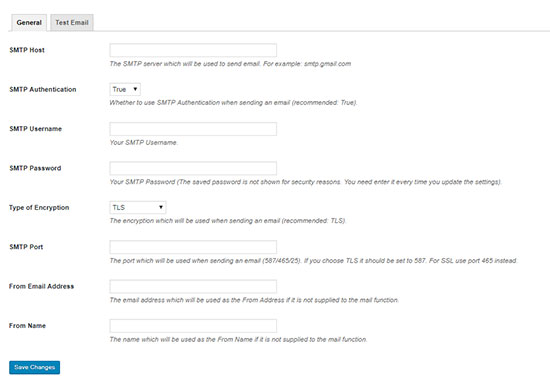 General Test Email
SMTP Host
The SMTP server which will be used to send email. For example: smtp.gmail.com
SMTP Authentication True
Whether to use SMTP Authentication when sending an email (recommended: True).
SMTP Username
Your SMTP Username.
SMTP Password
Your SMTP Password (The saved password is not shown for security reasons. You need enter it every time you update the settings).
Type of Encryption TLS
The encryption which will be used when sending an email (recommended: TLS).
SMTP Port
The port which will be used when sending an email (587/465/25). If you choose TLS it should be set to 587. For SSL use port 465 instead.
From Email Address
The email address which will be used as the From Address if it is not supplied to the mail function.
From Name
The name which will be used as the From Name if it is not supplied to the mail function.
Save Changes